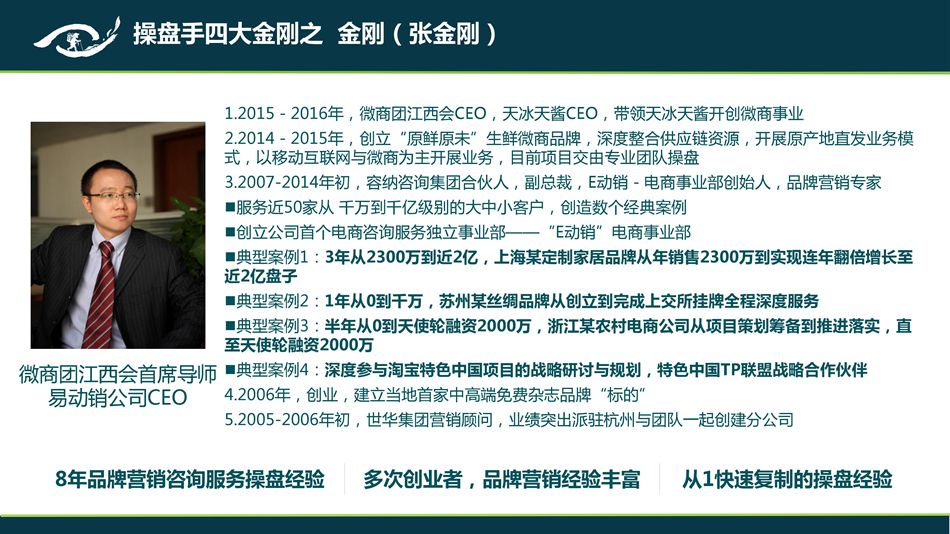 操盘手四大金刚之 金刚（张金刚）
1.2015－2016年，微商团江西会CEO，天冰天酱CEO，带领天冰天酱开创微商事业
2.2014－2015年，创立“原鲜原未”生鲜微商品牌，深度整合供应链资源，开展原产地直发业务模
式，以移动互联网与微商为主开展业务，目前项目交由专业团队操盘
3.2007-2014年初，容纳咨询集团合伙人，副总裁，E动销－电商事业部创始人，品牌营销专家
■服务近50家从 千万到千亿级别的大中小客户，创造数个经典案例
■创立公司首个电商咨询服务独立事业部——“E动销”电商事业部
■典型案例1：3年从2300万到近2亿，上海某定制家居品牌从年销售2300万到实现连年翻倍增长至
近2亿盘子
■典型案例2：1年从0到千万，苏州某丝绸品牌从创立到完成上交所挂牌全程深度服务
■典型案例3：半年从0到天使轮融资2000万，浙江某农村电商公司从项目策划筹备到推进落实，直
至天使轮融资2000万
■典型案例4：深度参与淘宝特色中国项目的战略研讨与规划，特色中国TP联盟战略合作伙伴
4.2006年，创业，建立当地首家中高端免费杂志品牌“标的“
5.2005-2006年初，世华集团营销顾问，业绩突出派驻杭州与团队一起创建分公司
微商团江西会首席导师
易动销公司CEO
8年品牌营销咨询服务操盘经验
多次创业者，品牌营销经验丰富
从1快速复制的操盘经验